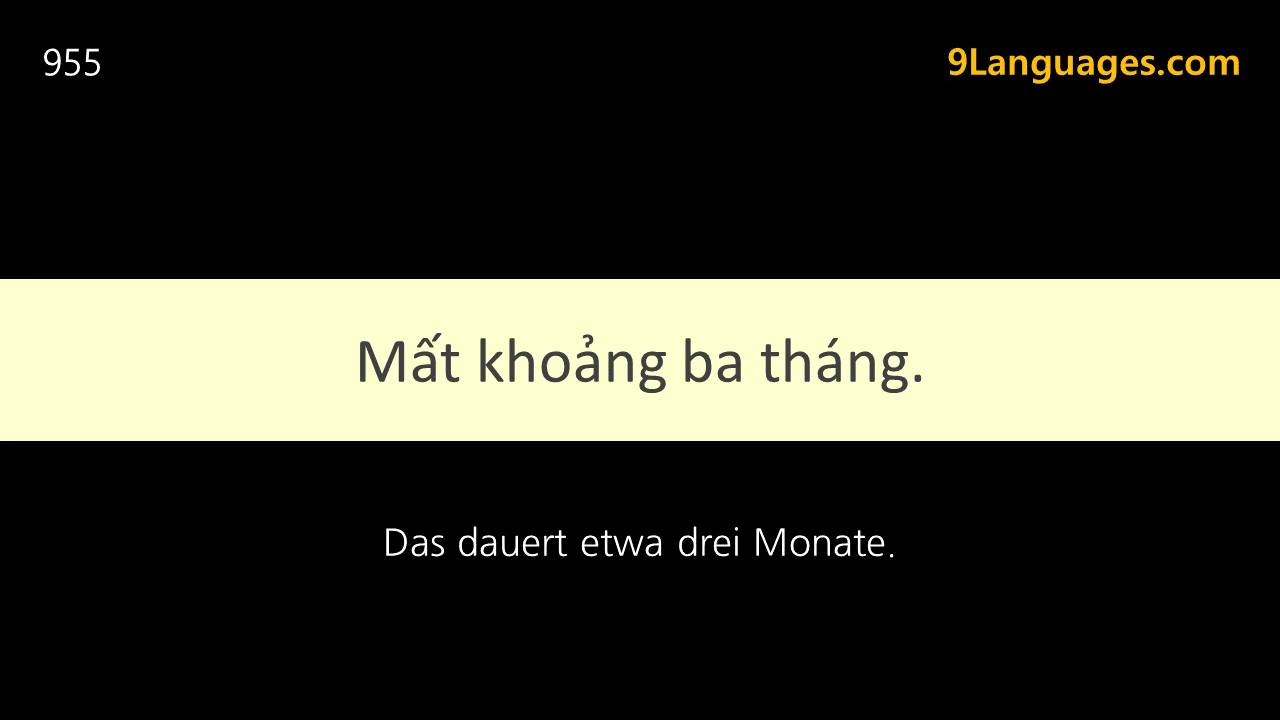 955
9Languages.com
Mất khoảng ba tháng.
Das dauert etwa drei Monate.